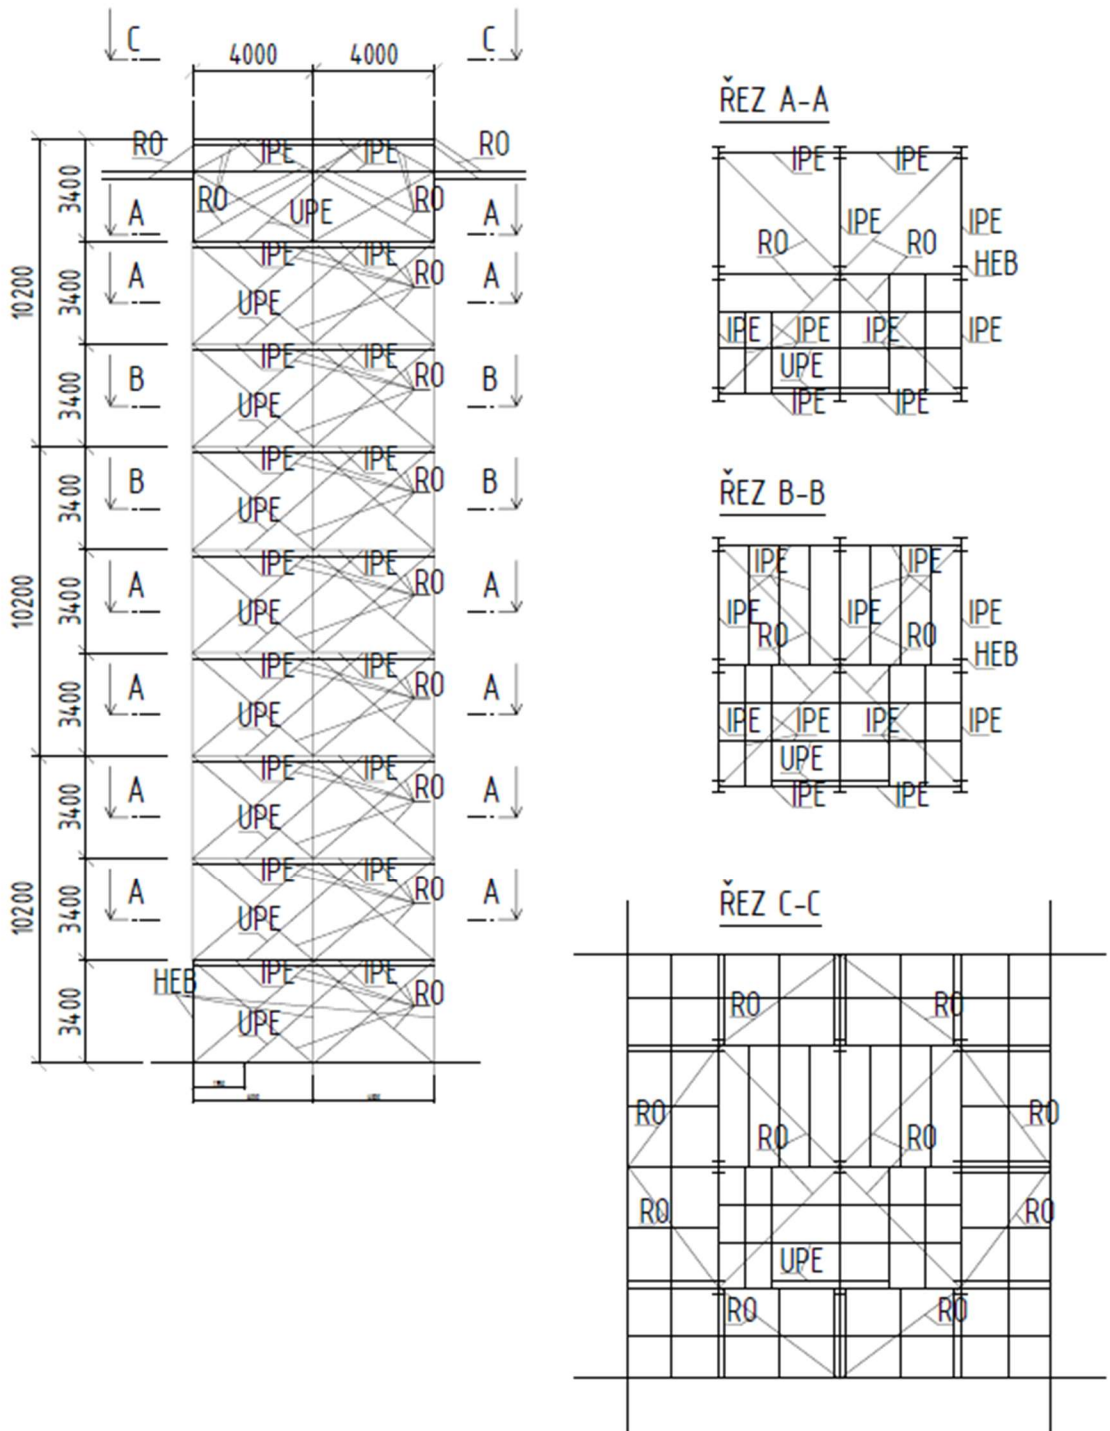 C C
4000 4000
RO IPE IPE RO
3400 A RO UPE RO A
10200 3400 IPE IPE RO A A
UPE
3400 IPE IPE RO B B
UPE
3400 IPE IPE RO B B
UPE
10200 3400 IPE IPE RO A A
UPE
3400 IPE IPE RO A A
UPE
3400 IPE IPE RO A A
UPE
10200 3400 IPE IPE RO A A
UPE
3400 HEB IPE IPE RO
UPE
ŘEZ A-A
IPE IPE
IPE IPE
RO RO
HEB
IPE IPE IPE IPE
UPE
IPE IPE
ŘEZ B-B
IPE IPE
IPE IPE IPE
RO RO
HEB
IPE IPE IPE IPE
UPE
IPE IPE
ŘEZ C-C
RO RO
RO RO
RO RO
RO RO
UPE
RO RO